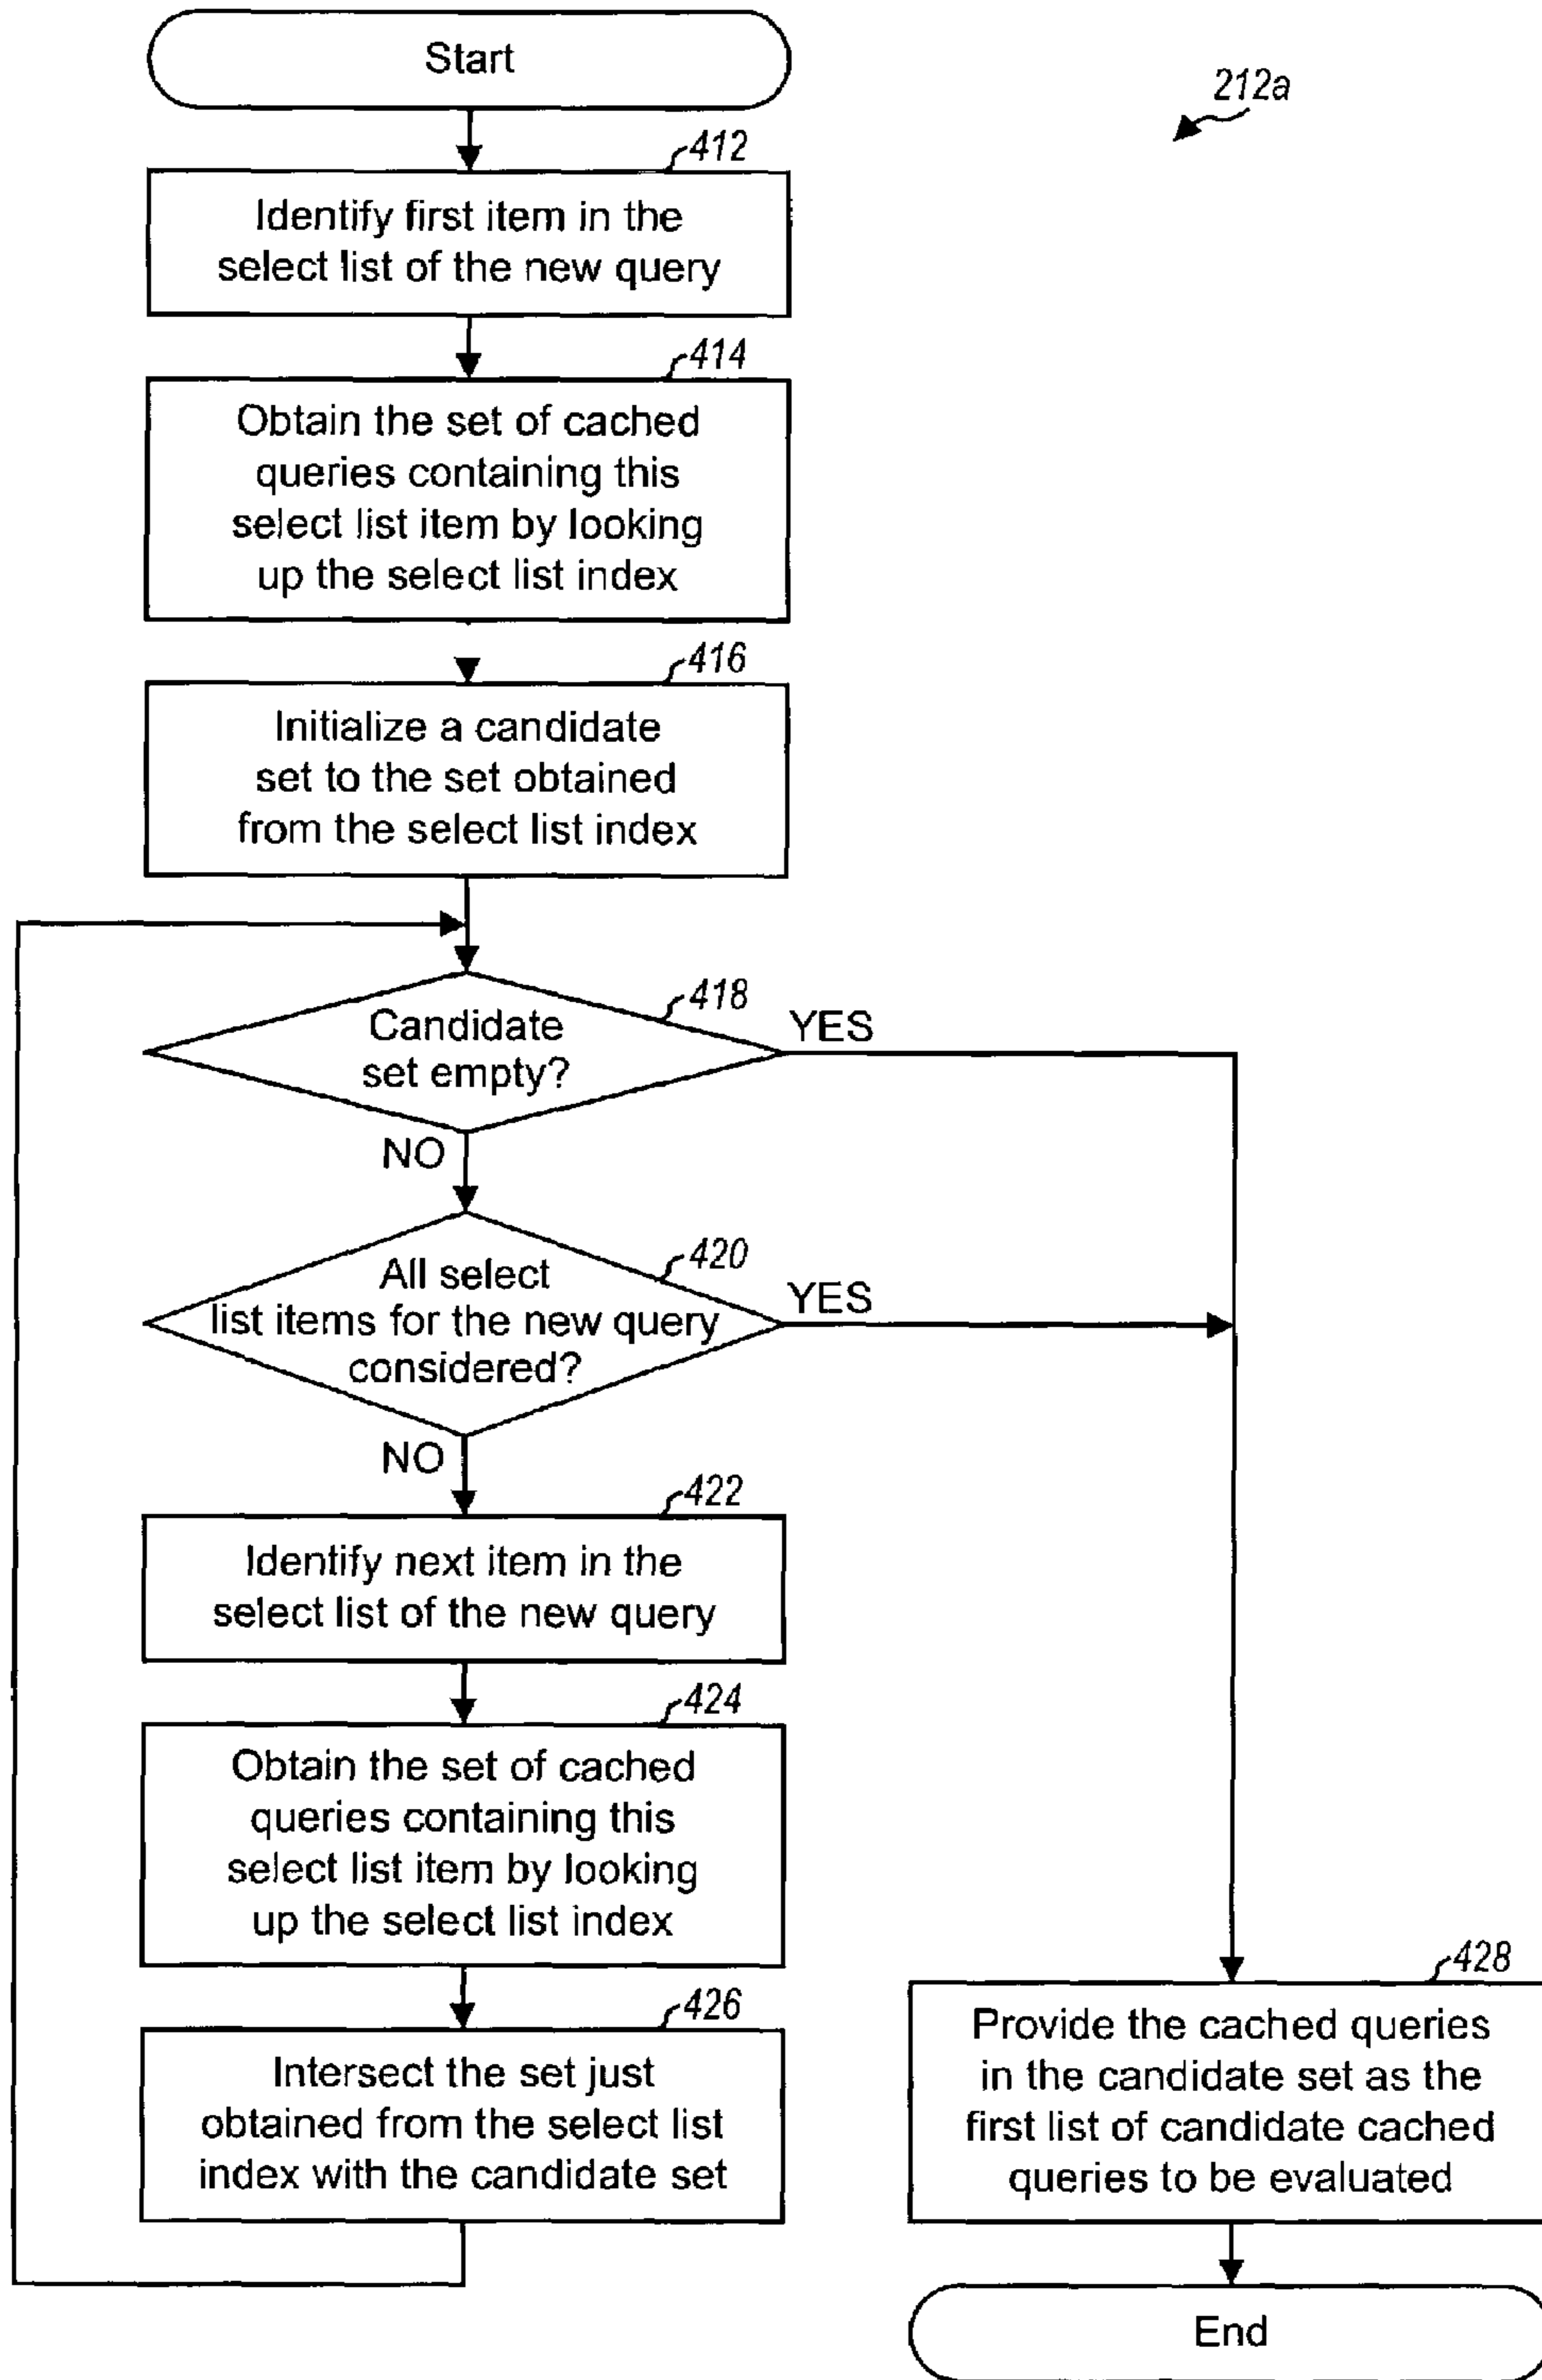 Start
212a
412
Identify first item in the
select list of the new query
414
Obtain the set of cached
queries containing this
select list item by looking
up the select list index
416
Initialize a candidate
set to the set obtained
from the select list index
418
Candidate
set empty?
YES
NO
420
All select
list items for the new query
considered?
YES
NO
422
Identify next item in the
select list of the new query
424
Obtain the set of cached
queries containing this
select list item by looking
up the select list index
426
Intersect the set just
obtained from the select list
index with the candidate set
428
Provide the cached queries
in the candidate set as the
first list of candidate cached
queries to be evaluated
End